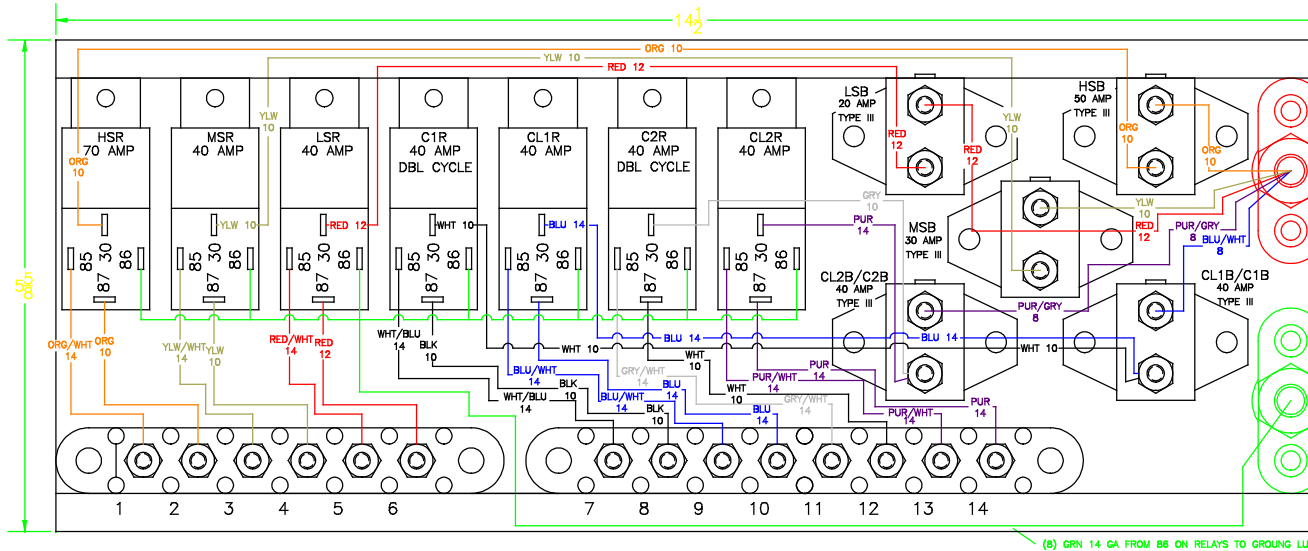 14 1/2
5 5/8
ORG 10
YLW 10
RED 12
HSR
70 AMP
MSR
40 AMP
LSR
40 AMP
C1R
40 AMP
DBL CYCLE
CL1R
40 AMP
C2R
40 AMP
DBL CYCLE
CL2R
40 AMP
LSB
20 AMP
TYPE III
HSB
50 AMP
TYPE III
MSB
30 AMP
TYPE III
CL2B/C2B
40 AMP
TYPE III
CL1B/C1B
40 AMP
TYPE III
ORG
10
YLW
10
RED
12
RED
12
YLW
10
ORG
10
ORG
10
YLW 10
RED 12
WHT 10
BLU 14
GRY
10
PUR
14
YLW
10
RED
12
PUR/GRY
8
BLU/WHT
8
PUR/GRY
8
85 30 86
87
85 30 86
87
85 30 86
87
85 30 86
87
85 30 86
87
85 30 86
87
85 30 86
87
ORG/WHT
14
ORG
10
YLW/WHT
14
YLW
10
RED/WHT
14
RED
12
WHT/BLU
14
BLK
10
WHT 10
BLU 14
BLU 14
WHT 10
BLU/WHT
14
BLK
10
WHT/BLU
14
BLU/WHT
14
BLK
10
GRY/WHT
14
BLU
14
BLU
14
WHT
10
WHT
10
GRY/WHT
14
PUR/WHT
14
PUR
14
PUR/WHT
14
PUR
14
1 2 3 4 5 6
7 8 9 10 11 12 13 14
(8) GRN 14 GA FROM 86 ON RELAYS TO GROUNG LU